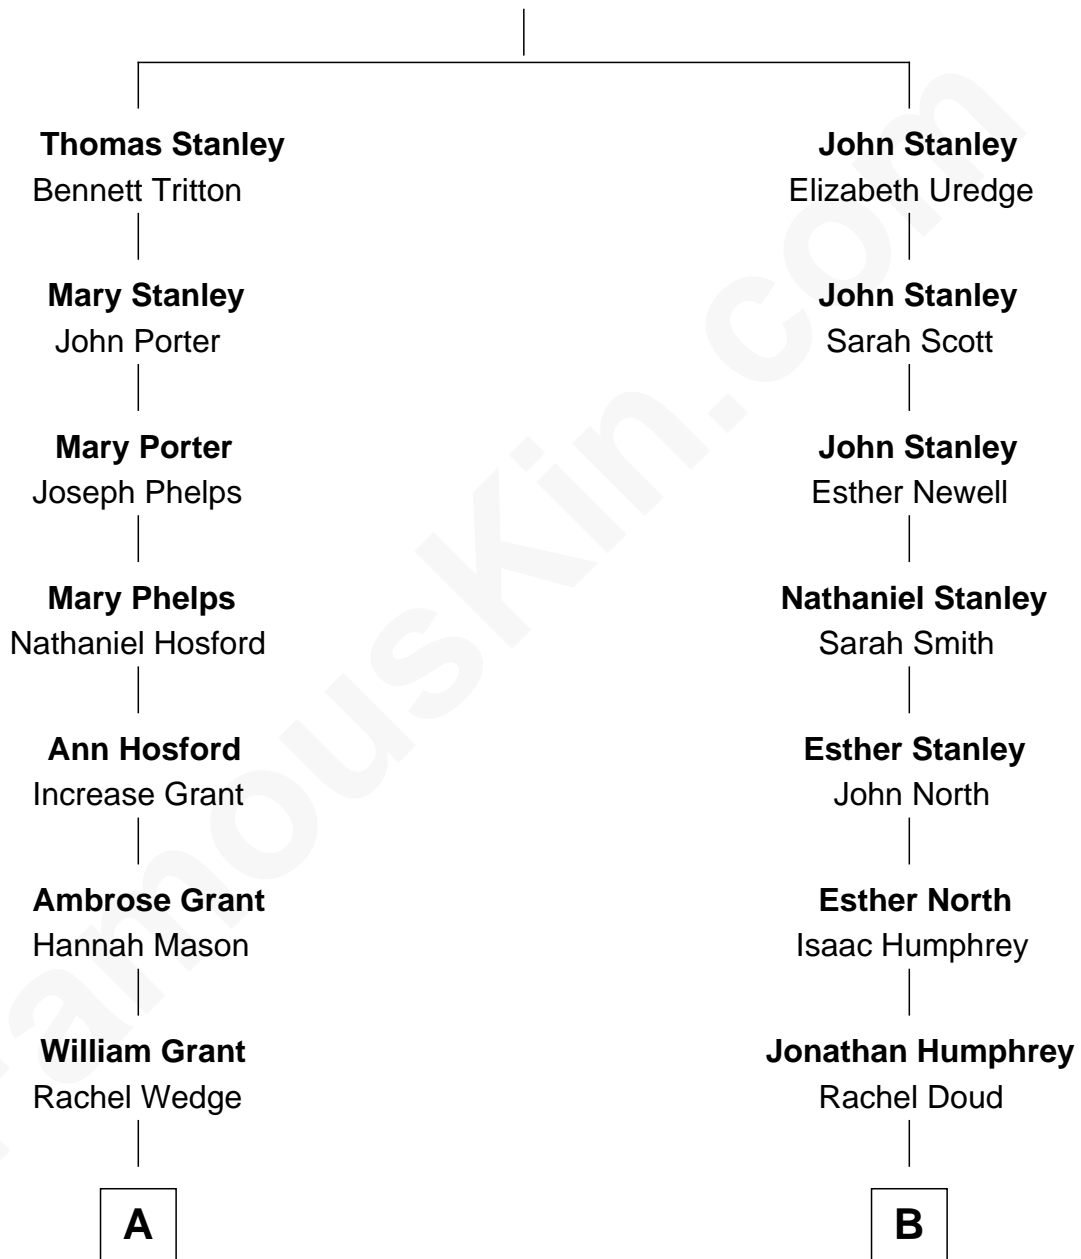 Thomas Stanley
Bennett Tritton
Mary Stanley
John Porter
Mary Porter
Joseph Phelps
Mary Phelps
Nathaniel Hosford
Ann Hosford
Increase Grant
Ambrose Grant
Hannah Mason
William Grant
Rachel Wedge
A
John Stanley
Elizabeth Uredge
John Stanley
Sarah Scott
John Stanley
Esther Newell
Nathaniel Stanley
Sarah Smith
Esther Stanley
John North
Esther North
Isaac Humphrey
Jonathan Humphrey
Rachel Doud
B
FamousKin.com